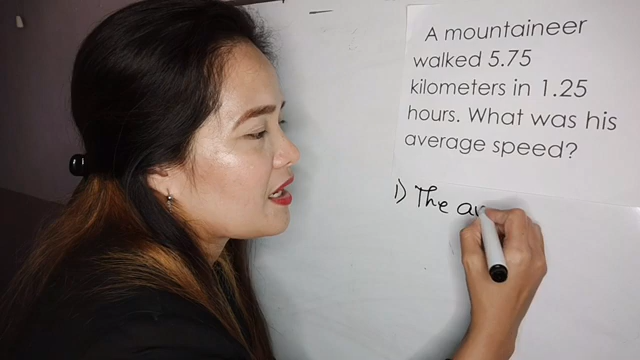 A mountaineer
walked 5.75
kilometers in 1.25
hours. What was his
average speed?
1) The a